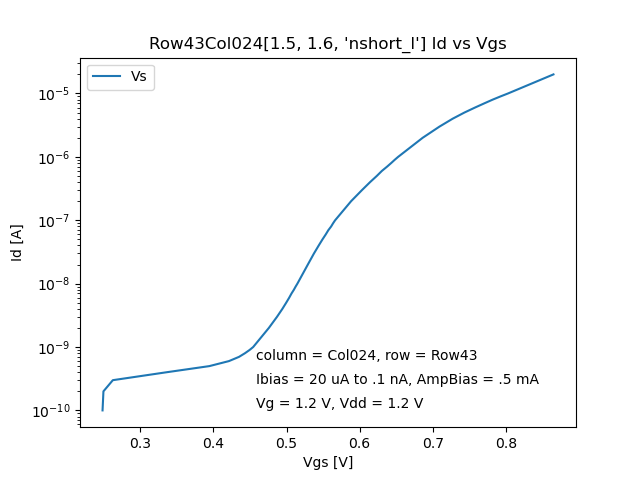 Row43Col024[1.5, 1.6, 'nshort_l'] Id vs Vgs
Vs
10⁻⁵
10⁻⁶
10⁻⁷
10⁻⁸
10⁻⁹
10⁻¹⁰
Id [A]
column = Col024, row = Row43
Ibias = 20 uA to .1 nA, AmpBias = .5 mA
Vg = 1.2 V, Vdd = 1.2 V
0.3 0.4 0.5 0.6 0.7 0.8
Vgs [V]